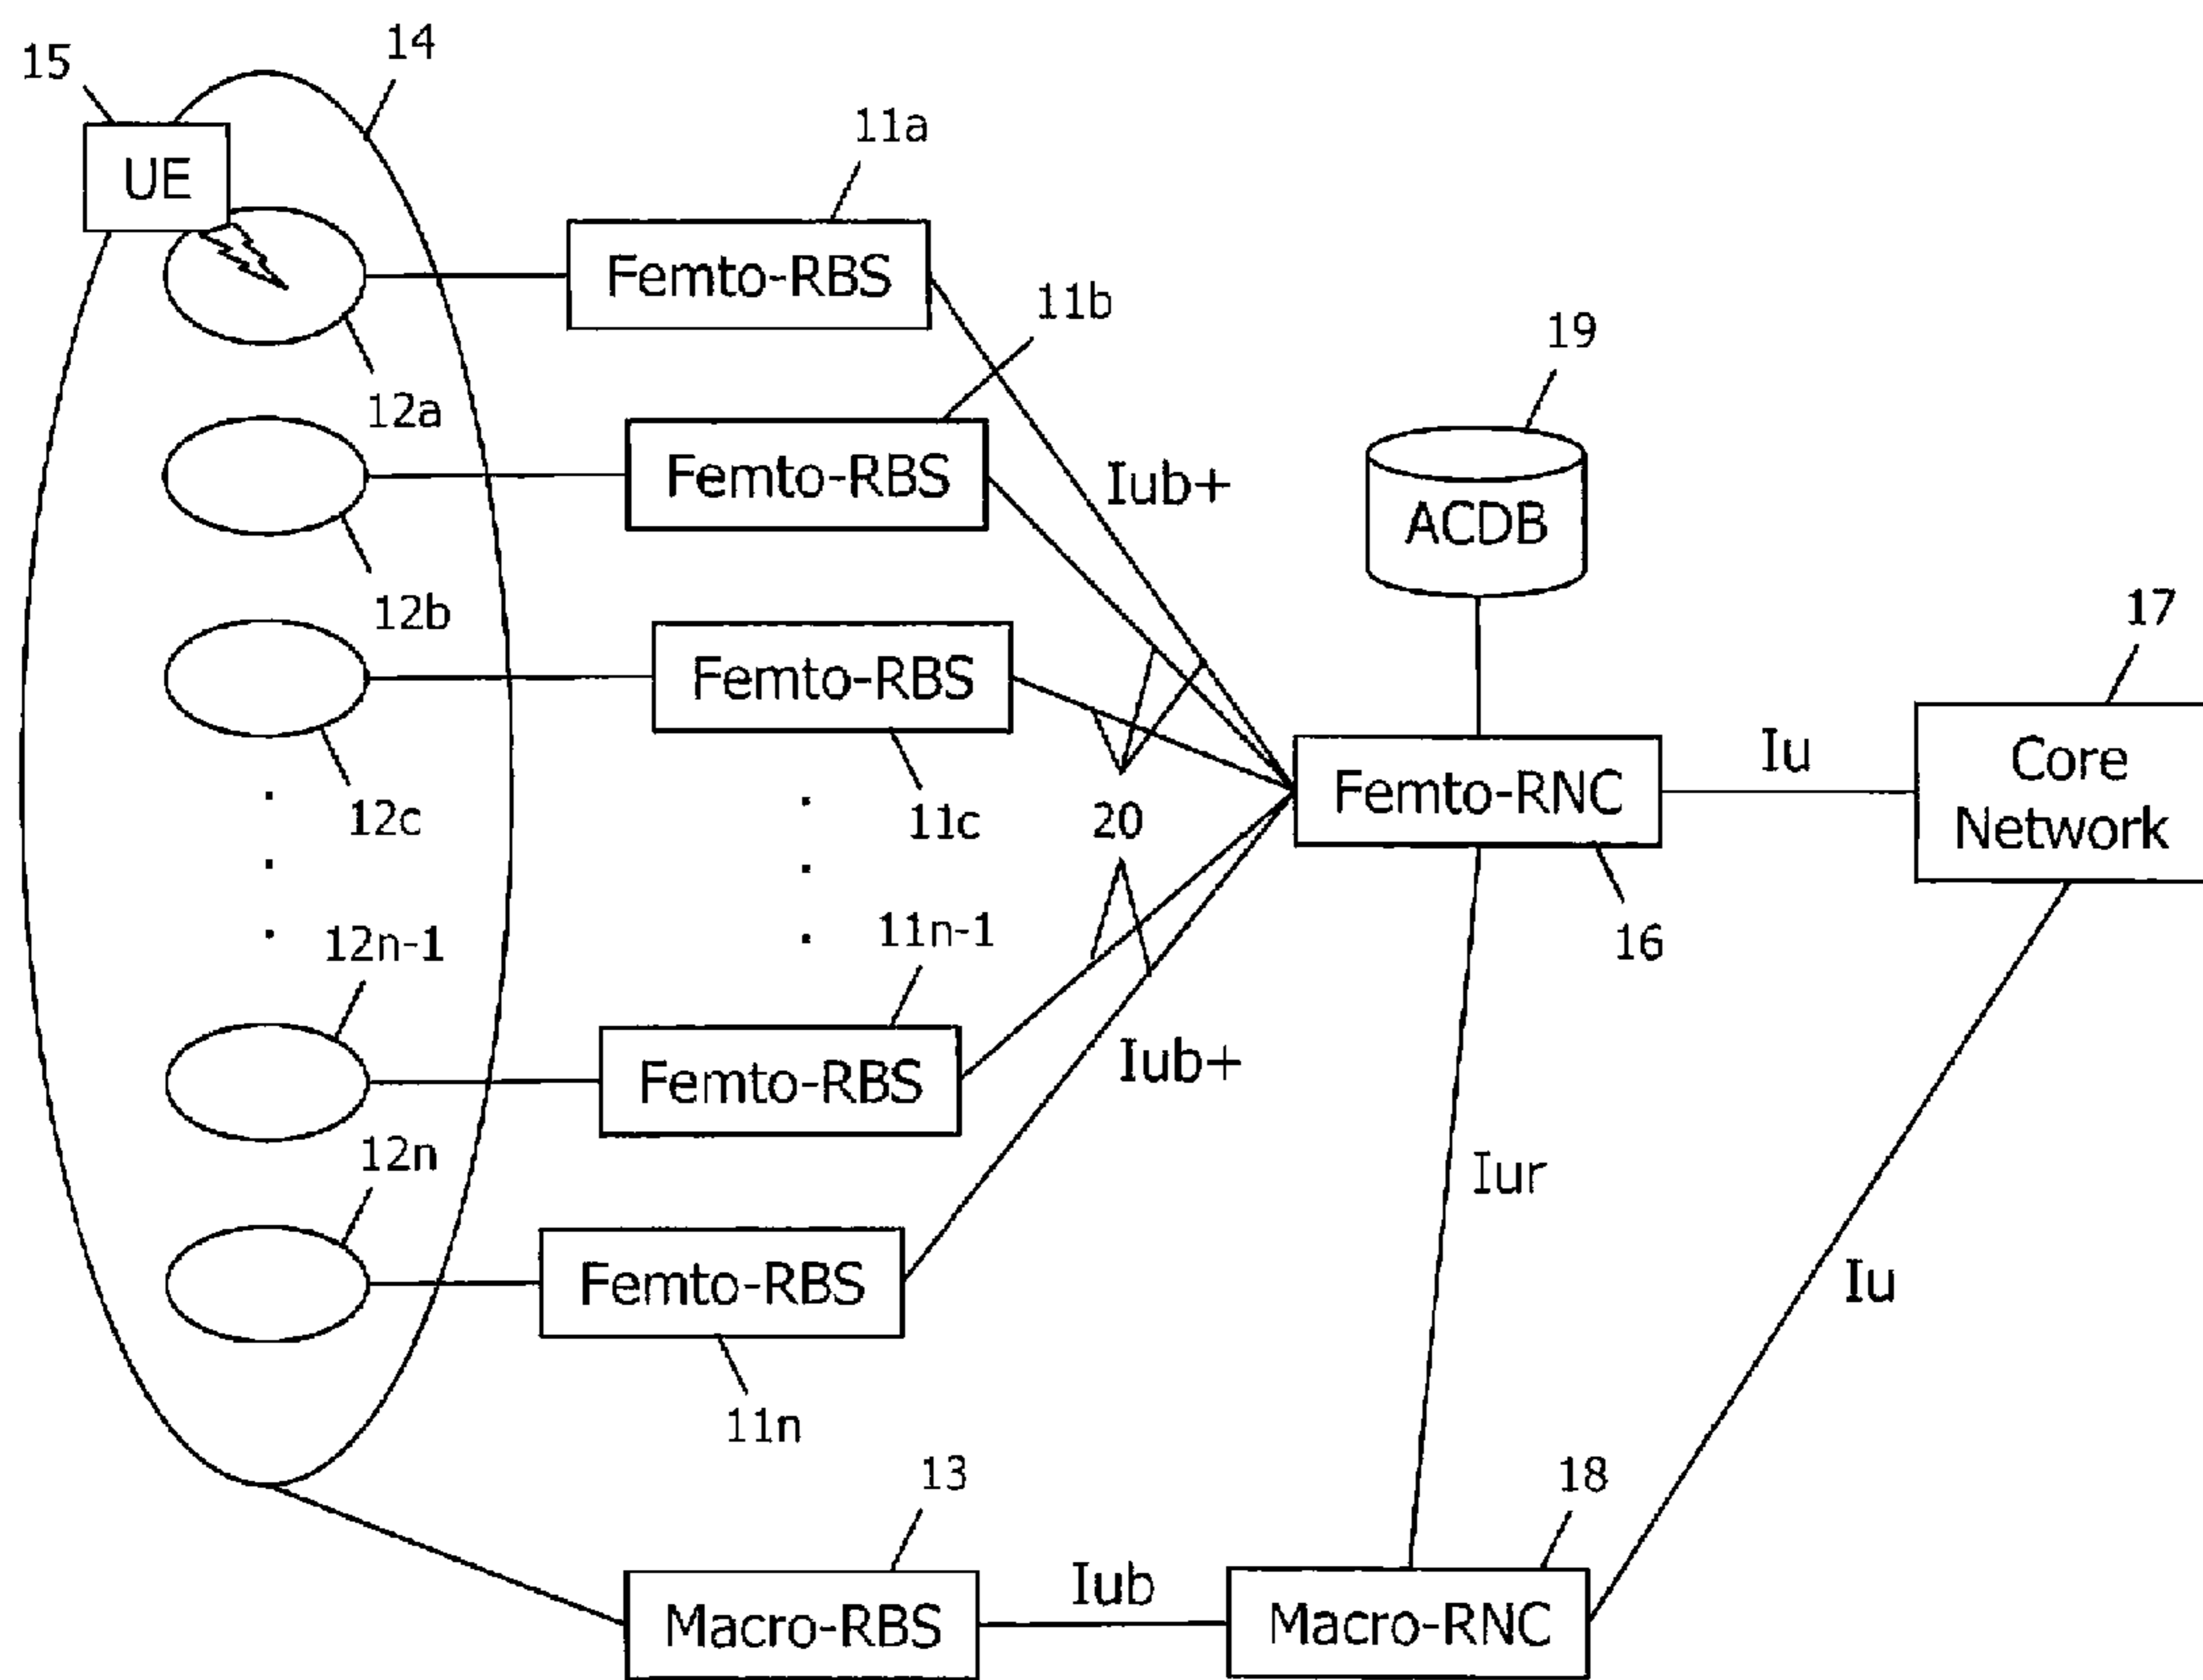 14
15
UE
11a
Femto-RBS
11b
12a
19
Femto-RBS
Iub+
ACDB
12b
17
Femto-RBS
Core
Network
Iu
Femto-RNC
12c
11c
20
16
12n-1
11n-1
Femto-RBS
Iub+
12n
Iur
Femto-RBS
Iu
11n
13
18
Iub
Macro-RBS
Macro-RNC